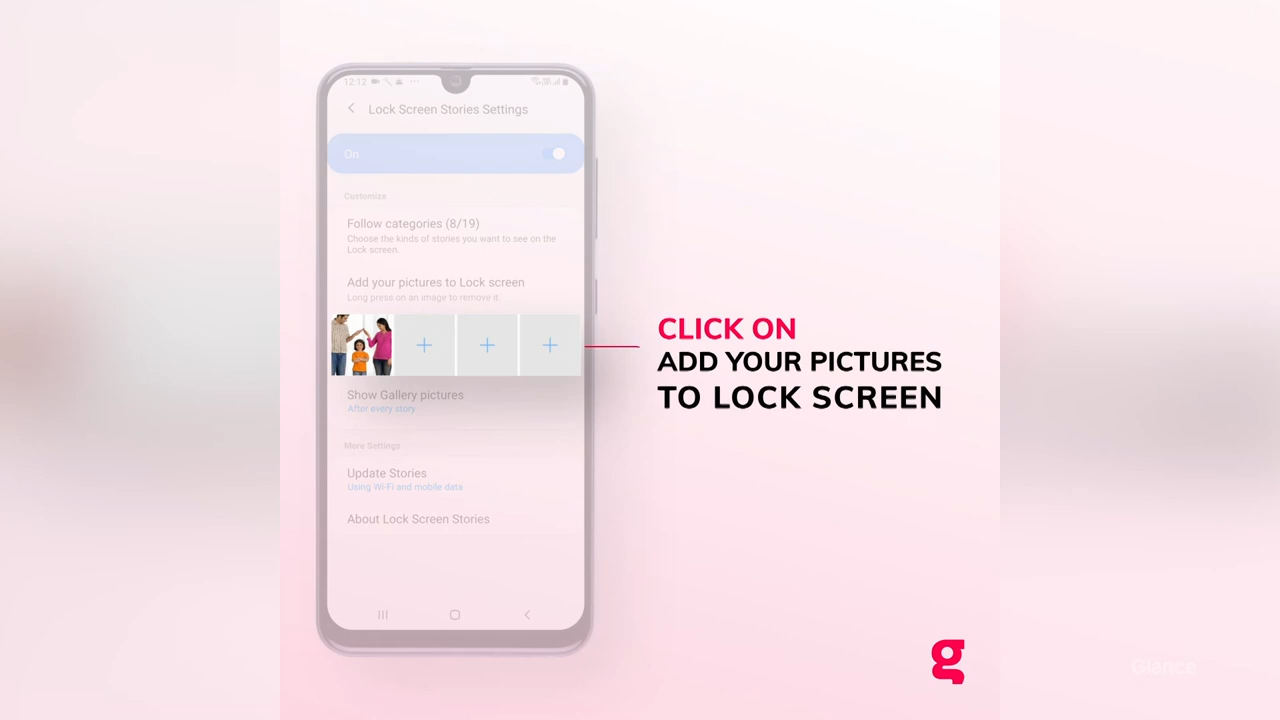 12:12
Lock Screen Stories Settings
On
Customize
Follow categories (8/19)
Choose the kinds of stories you want to see on the
Lock screen.
Add your pictures to Lock screen
Long press on an image to remove it.
Show Gallery pictures
After every story
More Settings
Update Stories
Using Wi-Fi and mobile data
About Lock Screen Stories
CLICK ON
ADD YOUR PICTURES
TO LOCK SCREEN
g
Glance